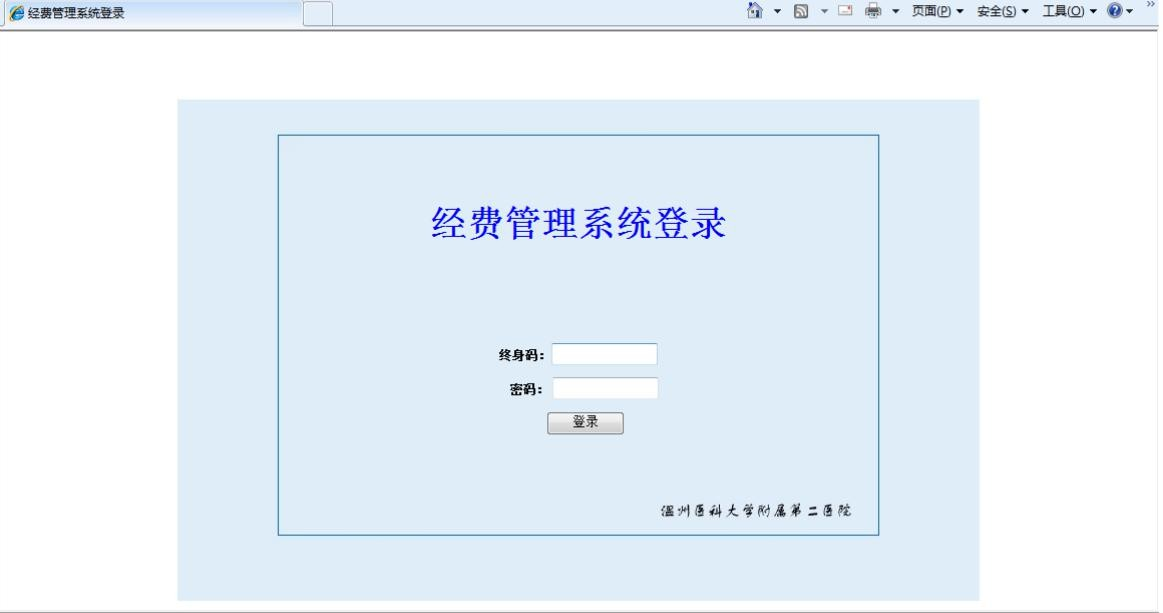 经费管理系统登录
页面(P) 安全(S) 工具(O) »
经费管理系统登录
终身码：
密码：
登录
温州医科大学附属第二医院